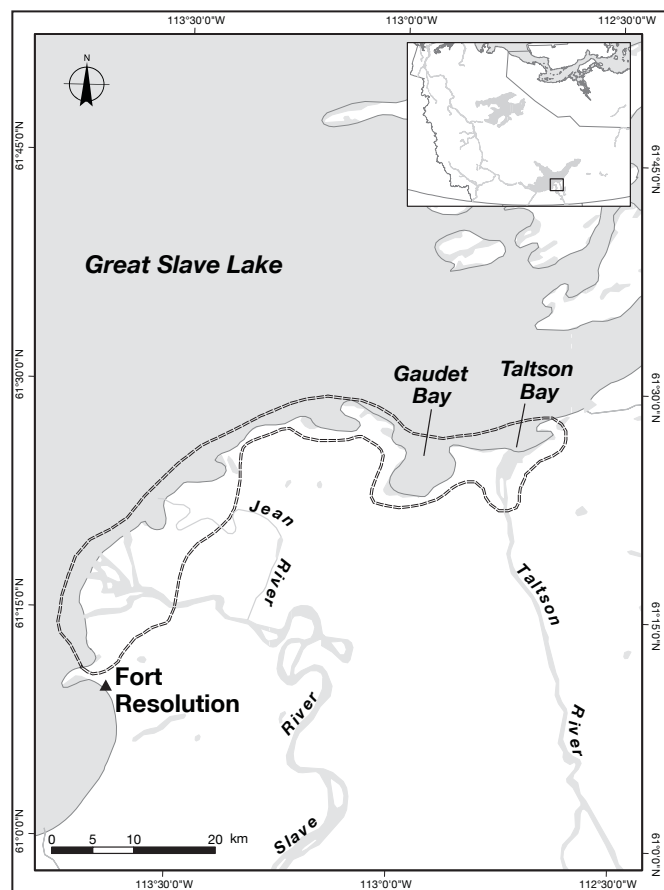 113°30'0"W
113°0'0"W
112°30'0"W
N
61°45'0"N
61°45'0"N
Great Slave Lake
61°30'0"N
61°30'0"N
Gaudet
Bay
Taltson
Bay
Jean
River
Taltson
River
61°15'0"N
61°15'0"N
Fort
Resolution
River
Slave
61°0'0"N
61°0'0"N
0 5 10 20 km
113°30'0"W
113°0'0"W
112°30'0"W